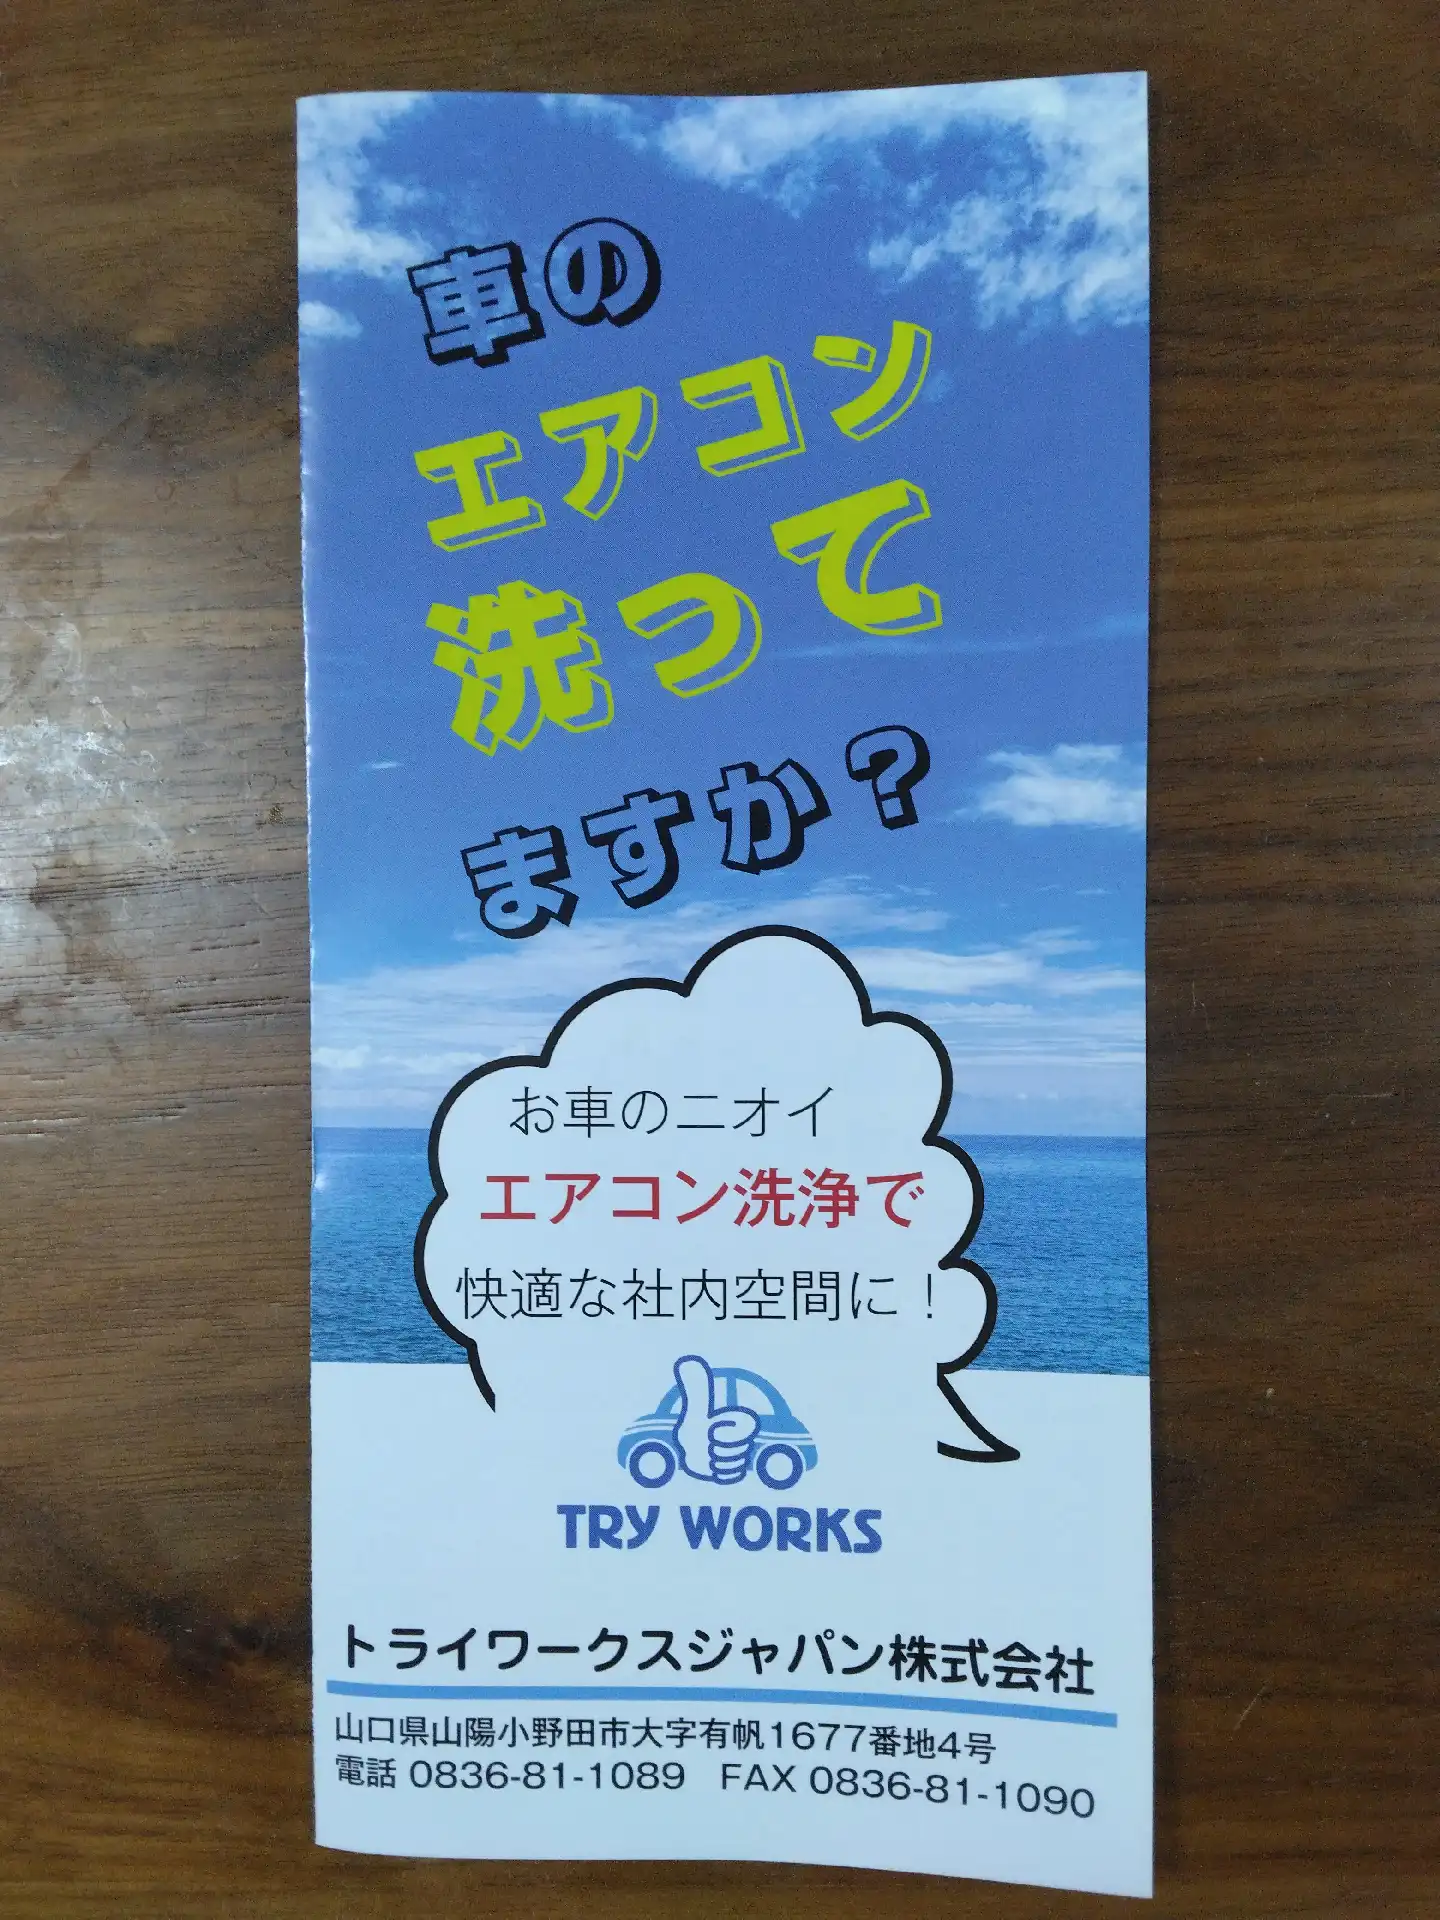 車の
エアコン
洗って
ますか?
お車のニオイ
エアコン洗浄で
快適な社内空間に!
TRY WORKS
トライワークスジャパン株式会社
山口県山陽小野田市大字有帆1677番地4号
電話 0836-81-1089 FAX 0836-81-1090